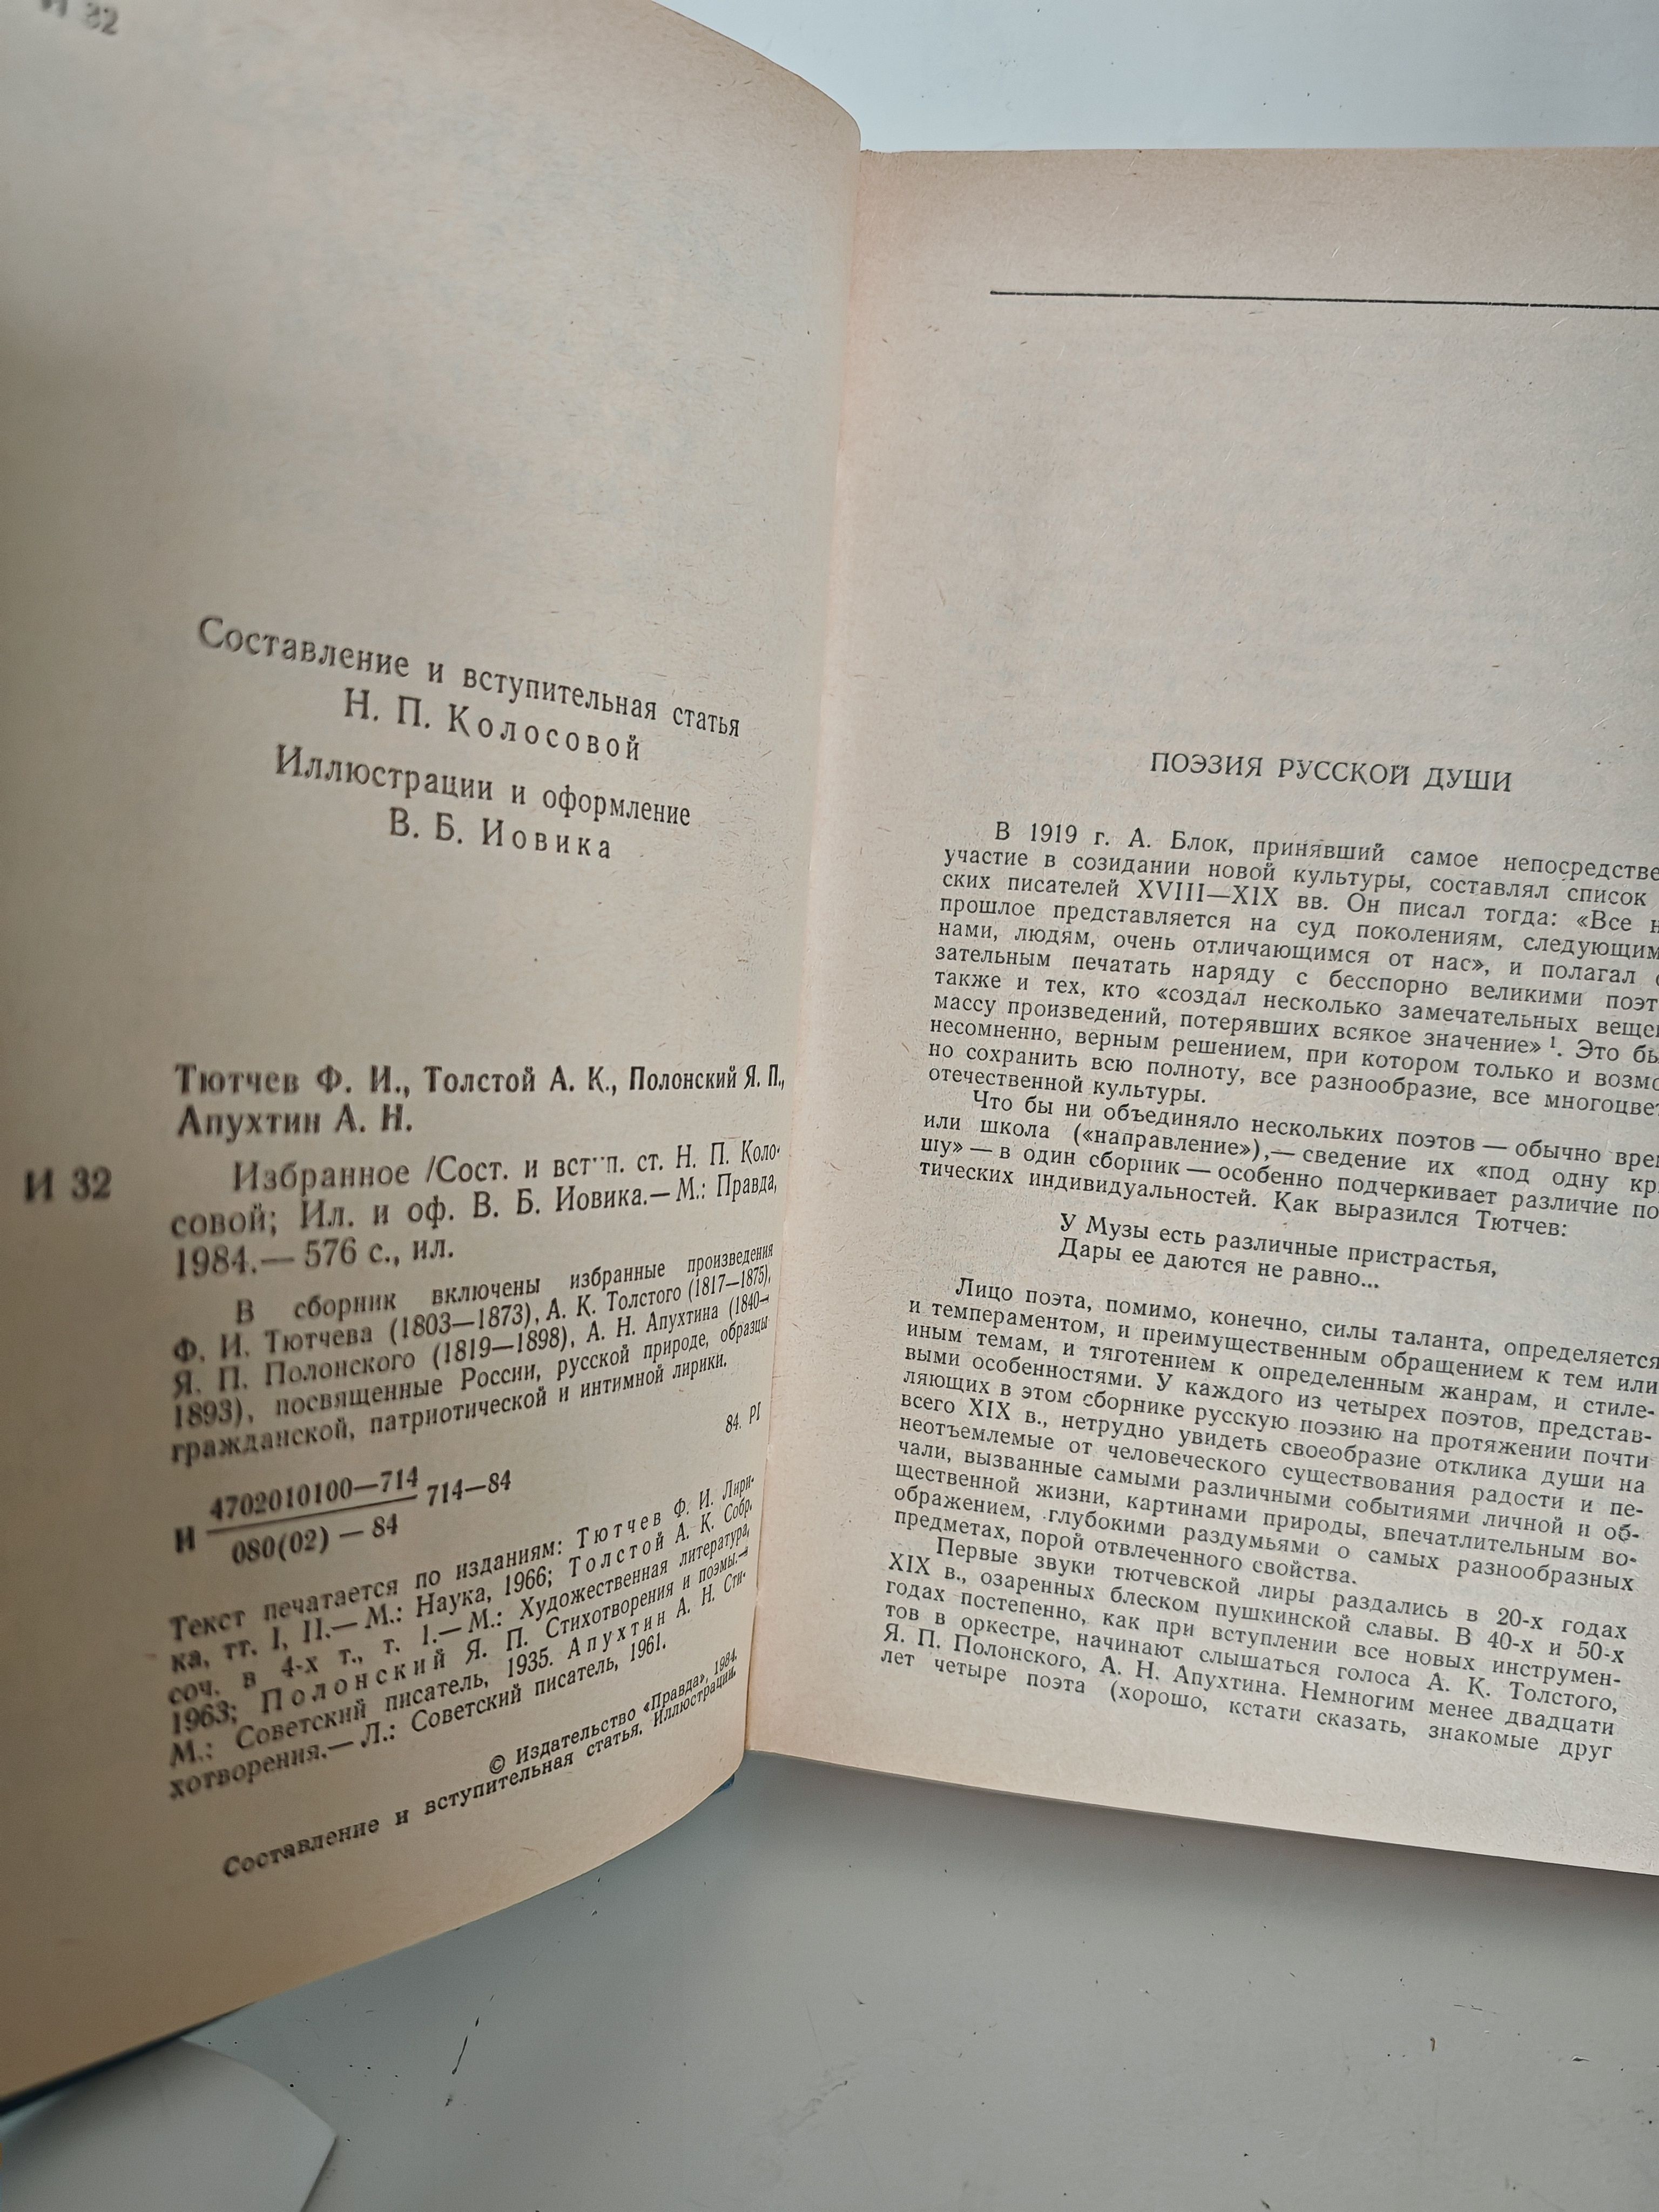 И 32
Составление и вступительная статья
Н. П. Колосовой
Иллюстрации и оформление
В. Б. Иовика
Тютчев Ф. И., Толстой А. К., Полонский Я. П.,
Апухтин А. Н.
И 32
Избранное /Сост. и вступ. ст. Н. П. Коло-
совой; Ил. и оф. В. Б. Иовика.— М.: Правда,
1984.— 576 с., ил.
В сборник включены избранные произведения
Ф. И. Тютчева (1803—1873), А. К. Толстого (1817—1875),
Я. П. Полонского (1819—1898), А. Н. Апухтина (1840—
1893), посвященные России, русской природе, образцы
гражданской, патриотической и интимной лирики.
84. PI
И 4702010100—714 714—84
080(02) — 84
Текст печатается по изданиям: Тютчев Ф. И. Лири-
ка, тт. I, II.— М.: Наука, 1966; Толстой А. К. Собр.
соч. в 4-х т., т. 1.— М.: Художественная литература,
1963; Полонский Я. П. Стихотворения и поэмы.—
М.: Советский писатель, 1935. Апухтин А. Н. Сти-
хотворения.— Л.: Советский писатель, 1961.
© Издательство «Правда», 1984.
Составление и вступительная статья. Иллюстрации.
ПОЭЗИЯ РУССКОЙ ДУШИ
В 1919 г. А. Блок, принявший самое непосредстве
участие в созидании новой культуры, составлял список
ских писателей XVIII—XIX вв. Он писал тогда: «Все н
прошлое представляется на суд поколениям, следующим
нами, людям, очень отличающимся от нас», и полагал
зательным печатать наряду с бесспорно великими поэт
также и тех, кто «создал несколько замечательных веще
массу произведений, потерявших всякое значение» ¹. Это бы
несомненно, верным решением, при котором только и возмо
но сохранить всю полноту, все разнообразие, все многоцвет
отечественной культуры.
Что бы ни объединяло нескольких поэтов — обычно врем
или школа («направление»),— сведение их «под одну кр
шу» — в один сборник — особенно подчеркивает различие по
тических индивидуальностей. Как выразился Тютчев:
У Музы есть различные пристрастья,
Дары ее даются не равно...
Лицо поэта, помимо, конечно, силы таланта, определяется
и темпераментом, и преимущественным обращением к тем или
иным темам, и тяготением к определенным жанрам, и стиле-
выми особенностями. У каждого из четырех поэтов, представ-
ляющих в этом сборнике русскую поэзию на протяжении почти
всего XIX в., нетрудно увидеть своеобразие отклика души на
неотъемлемые от человеческого существования радости и пе-
чали, вызванные самыми различными событиями личной и об-
щественной жизни, картинами природы, впечатлительным во-
ображением, глубокими раздумьями о самых разнообразных
предметах, порой отвлеченного свойства.
Первые звуки тютчевской лиры раздались в 20-х годах
XIX в., озаренных блеском пушкинской славы. В 40-х и 50-х
годах постепенно, как при вступлении все новых инструмен-
тов в оркестре, начинают слышаться голоса А. К. Толстого,
Я. П. Полонского, А. Н. Апухтина. Немногим менее двадцати
лет четыре поэта (хорошо, кстати сказать, знакомые друг